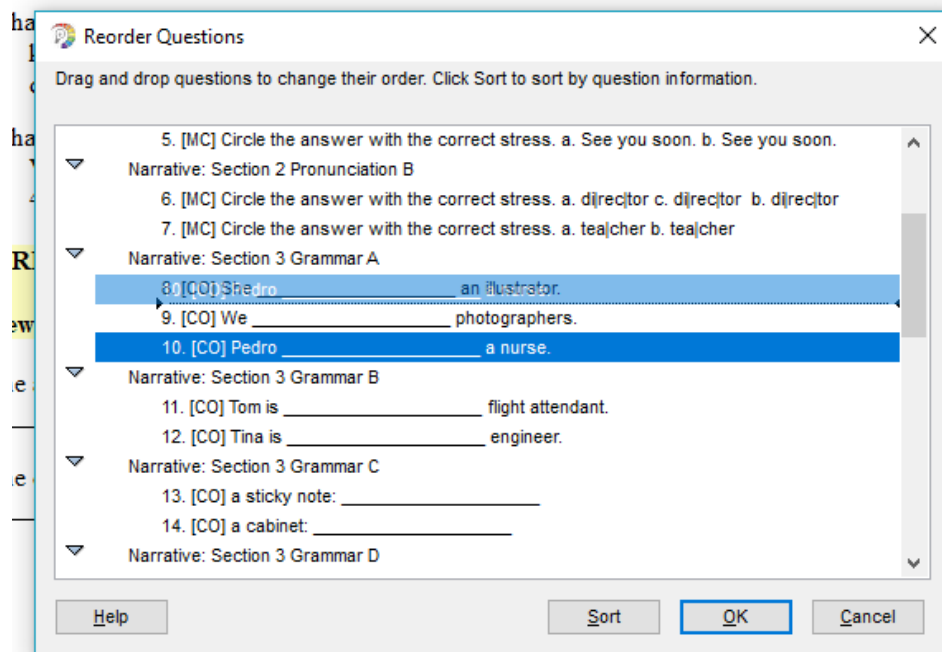 Reorder Questions
Drag and drop questions to change their order. Click Sort to sort by question information.
5. [MC] Circle the answer with the correct stress. a. See you soon. b. See you soon.
Narrative: Section 2 Pronunciation B
6. [MC] Circle the answer with the correct stress. a. di|rec|tor c. di|rec|tor b. di|rec|tor
7. [MC] Circle the answer with the correct stress. a. tea|cher b. tea|cher
Narrative: Section 3 Grammar A
8. [CO] She ____________________ an illustrator.
9. [CO] We ____________________ photographers.
10. [CO] Pedro ____________________ a nurse.
Narrative: Section 3 Grammar B
11. [CO] Tom is ____________________ flight attendant.
12. [CO] Tina is ____________________ engineer.
Narrative: Section 3 Grammar C
13. [CO] a sticky note: ____________________
14. [CO] a cabinet: ____________________
Narrative: Section 3 Grammar D
Help
Sort
OK
Cancel